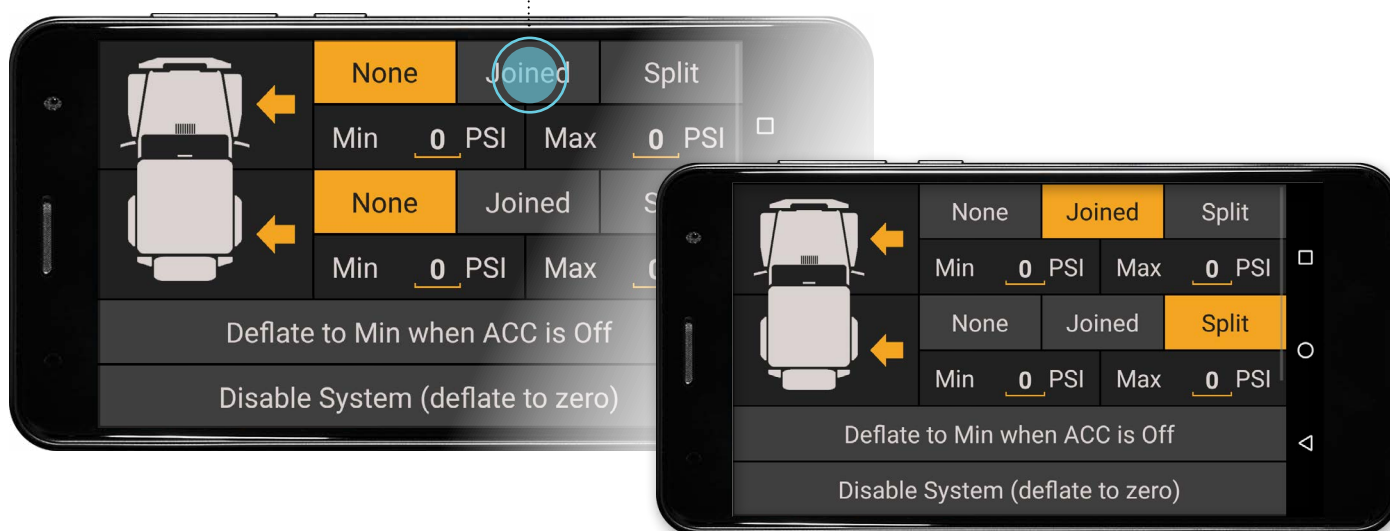 None Joined Split
Min 0 PSI Max 0 PSI
None Joined S
Min 0 PSI Max 0
Deflate to Min when ACC is Off
Disable System (deflate to zero)
None Joined Split
Min 0 PSI Max 0 PSI
None Joined Split
Min 0 PSI Max 0 PSI
Deflate to Min when ACC is Off
Disable System (deflate to zero)